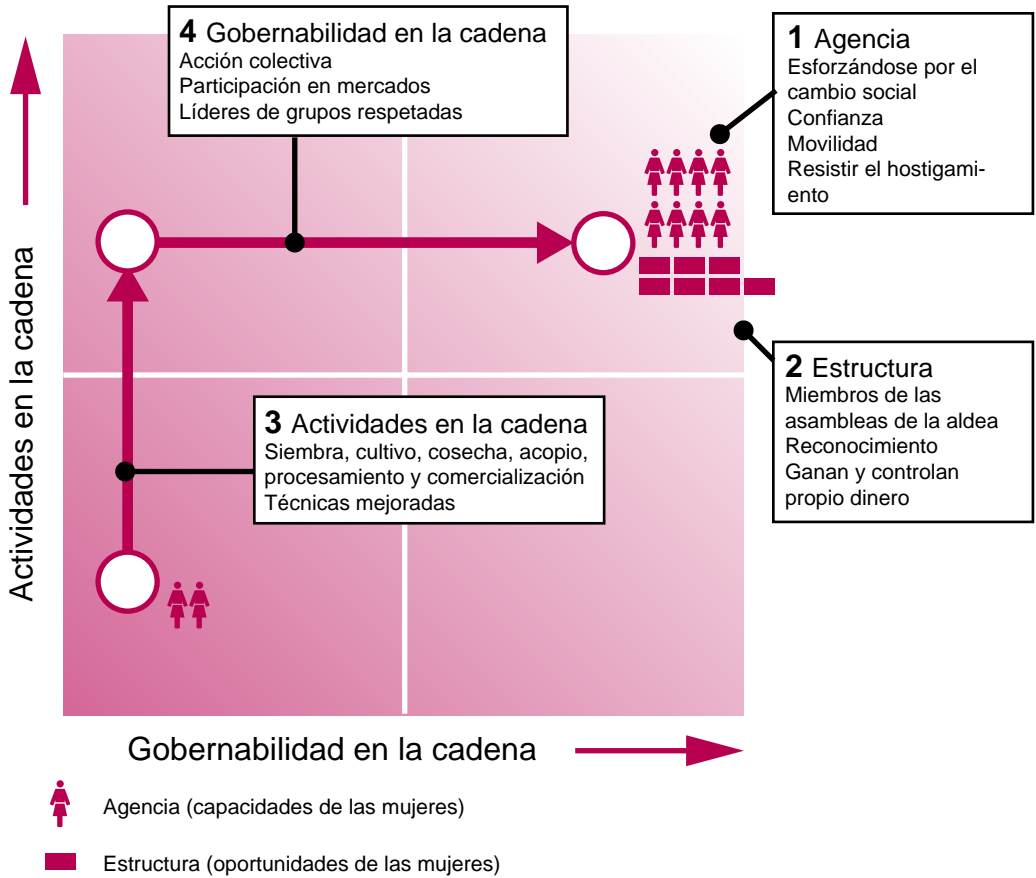 4 Gobernabilidad en la cadena
Acción colectiva
Participación en mercados
Líderes de grupos respetadas
1 Agencia
Esforzándose por el
cambio social
Confianza
Movilidad
Resistir el hostigami-
ento
2 Estructura
Miembros de las
asambleas de la aldea
Reconocimiento
Ganan y controlan
propio dinero
3 Actividades en la cadena
Siembra, cultivo, cosecha, acopio,
procesamiento y comercialización
Técnicas mejoradas
Actividades en la cadena
Gobernabilidad en la cadena
Agencia (capacidades de las mujeres)
Estructura (oportunidades de las mujeres)